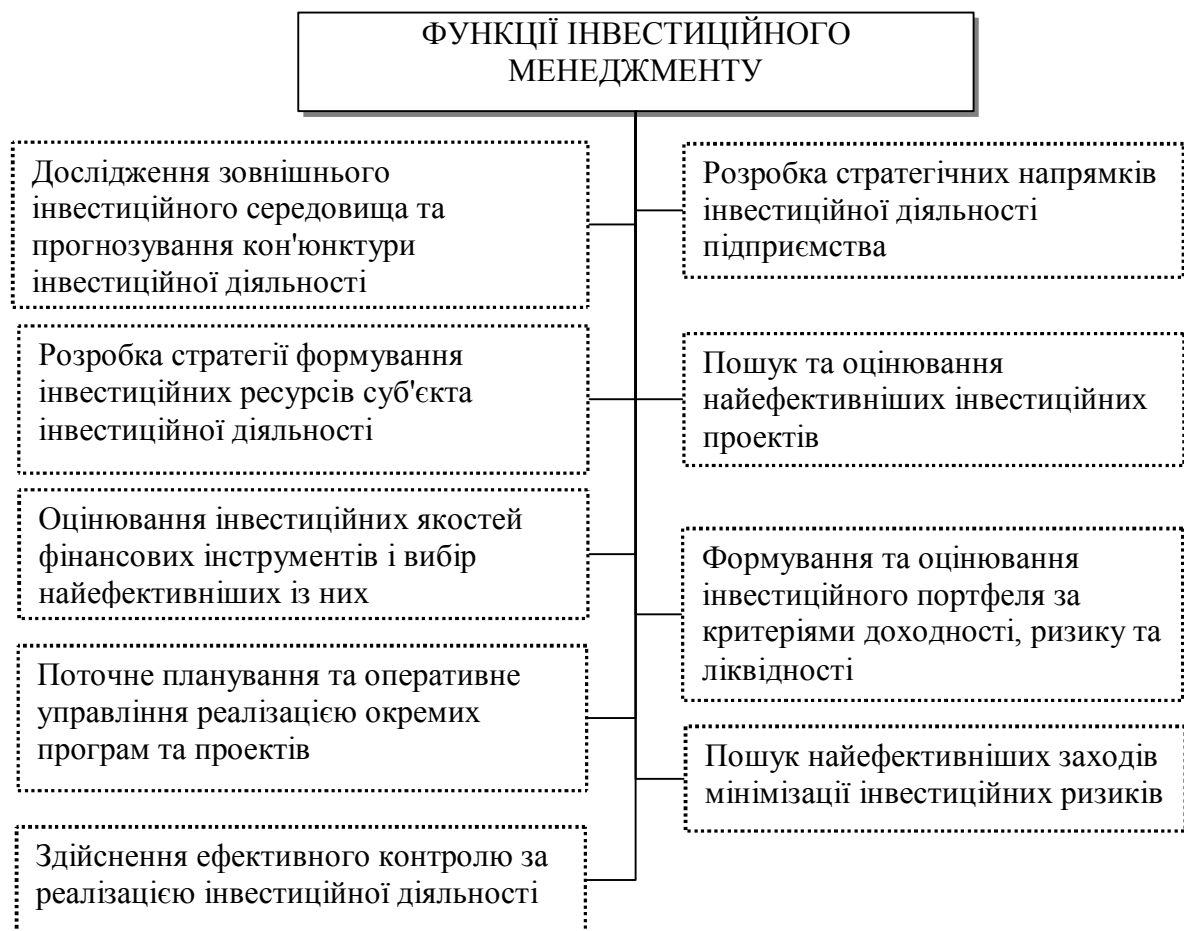 ФУНКЦІЇ ІНВЕСТИЦІЙНОГО
МЕНЕДЖМЕНТУ
Дослідження зовнішнього
інвестиційного середовища та
прогнозування кон'юнктури
інвестиційної діяльності
Розробка стратегічних напрямків
інвестиційної діяльності
підприємства
Розробка стратегії формування
інвестиційних ресурсів суб'єкта
інвестиційної діяльності
Пошук та оцінювання
найефективніших інвестиційних
проектів
Оцінювання інвестиційних якостей
фінансових інструментів і вибір
найефективніших із них
Формування та оцінювання
інвестиційного портфеля за
критеріями доходності, ризику та
ліквідності
Поточне планування та оперативне
управління реалізацією окремих
програм та проектів
Пошук найефективніших заходів
мінімізації інвестиційних ризиків
Здійснення ефективного контролю за
реалізацією інвестиційної діяльності